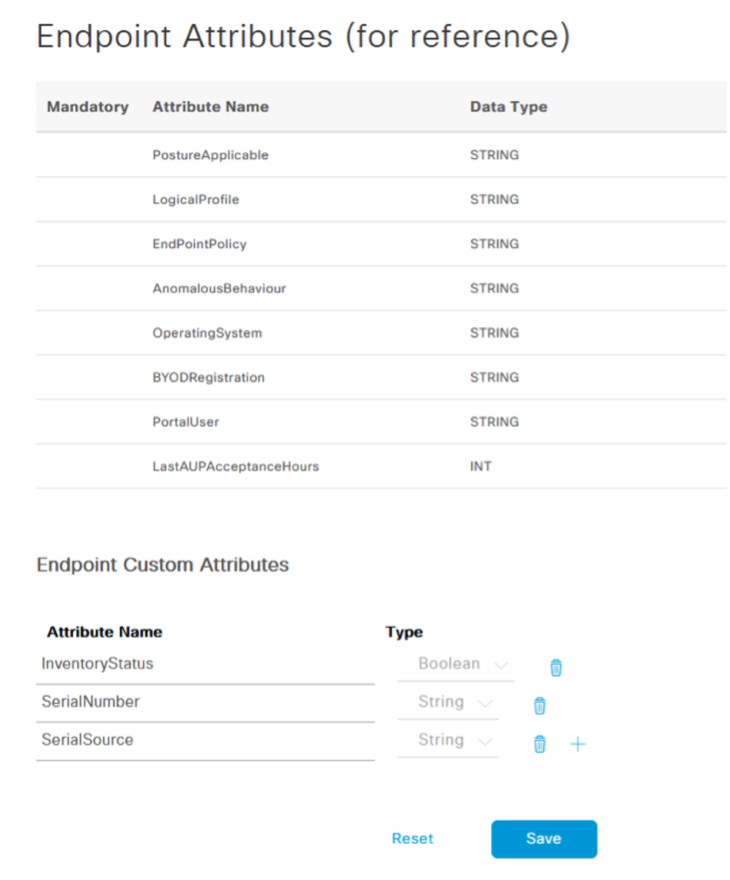 Endpoint Attributes (for reference)
Mandatory Attribute Name Data Type
PostureApplicable STRING
LogicalProfile STRING
EndPointPolicy STRING
AnomalousBehaviour STRING
OperatingSystem STRING
BYODRegistration STRING
PortalUser STRING
LastAUPAcceptanceHours INT
Endpoint Custom Attributes
Attribute Name Type
InventoryStatus Boolean
SerialNumber String
SerialSource String
Reset Save